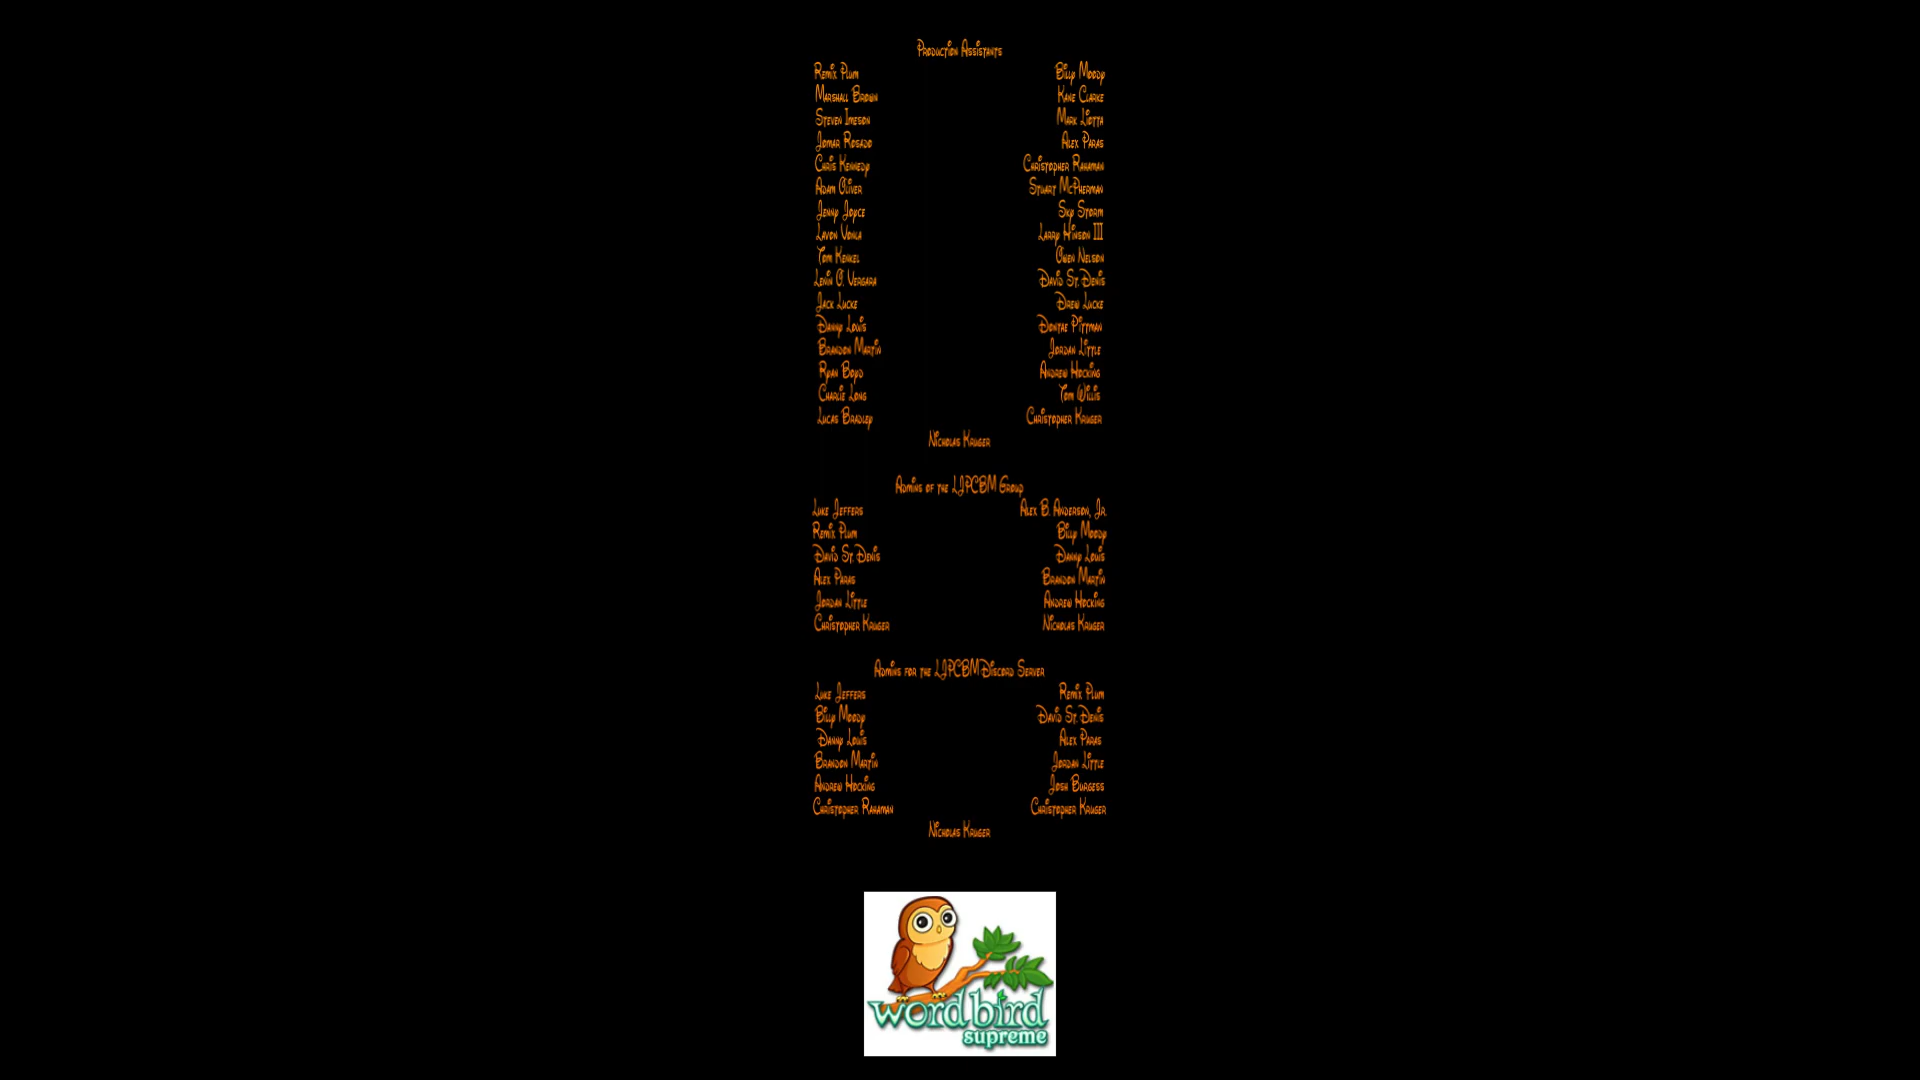 Production Assistants
Remix Plum Billy Moody
Marshall Brown Kane Clarke
Steven Imeson Mark Liotta
Jomar Rosado Alex Paras
Chris Kennedy Christopher Rahaman
Adam Oliver Stuart McPherman
Jenny Joyce Sky Storm
Lavon Vonla Larry Hinson III
Tom Kenkel Owen Nelson
Lenin O. Vergara David St. Denis
Jack Lucke Drew Lucke
Danny Louis Dontae Pittman
Brandon Martin Jordan Little
Ryan Boyd Andrew Hocking
Charlie Long Tom Willis
Lucas Bradley Christopher Kruger
Nicholas Kruger
Admins of the LJPCBM Group
Luke Jeffers Alex B. Anderson, Jr.
Remix Plum Billy Moody
David St. Denis Danny Louis
Alex Paras Brandon Martin
Jordan Little Andrew Hocking
Christopher Kruger Nicholas Kruger
Admins for the LJPCBM Discord Server
Luke Jeffers Remix Plum
Billy Moody David St. Denis
Danny Louis Alex Paras
Brandon Martin Jordan Little
Andrew Hocking Josh Burgess
Christopher Rahaman Christopher Kruger
Nicholas Kruger
word bird
supreme